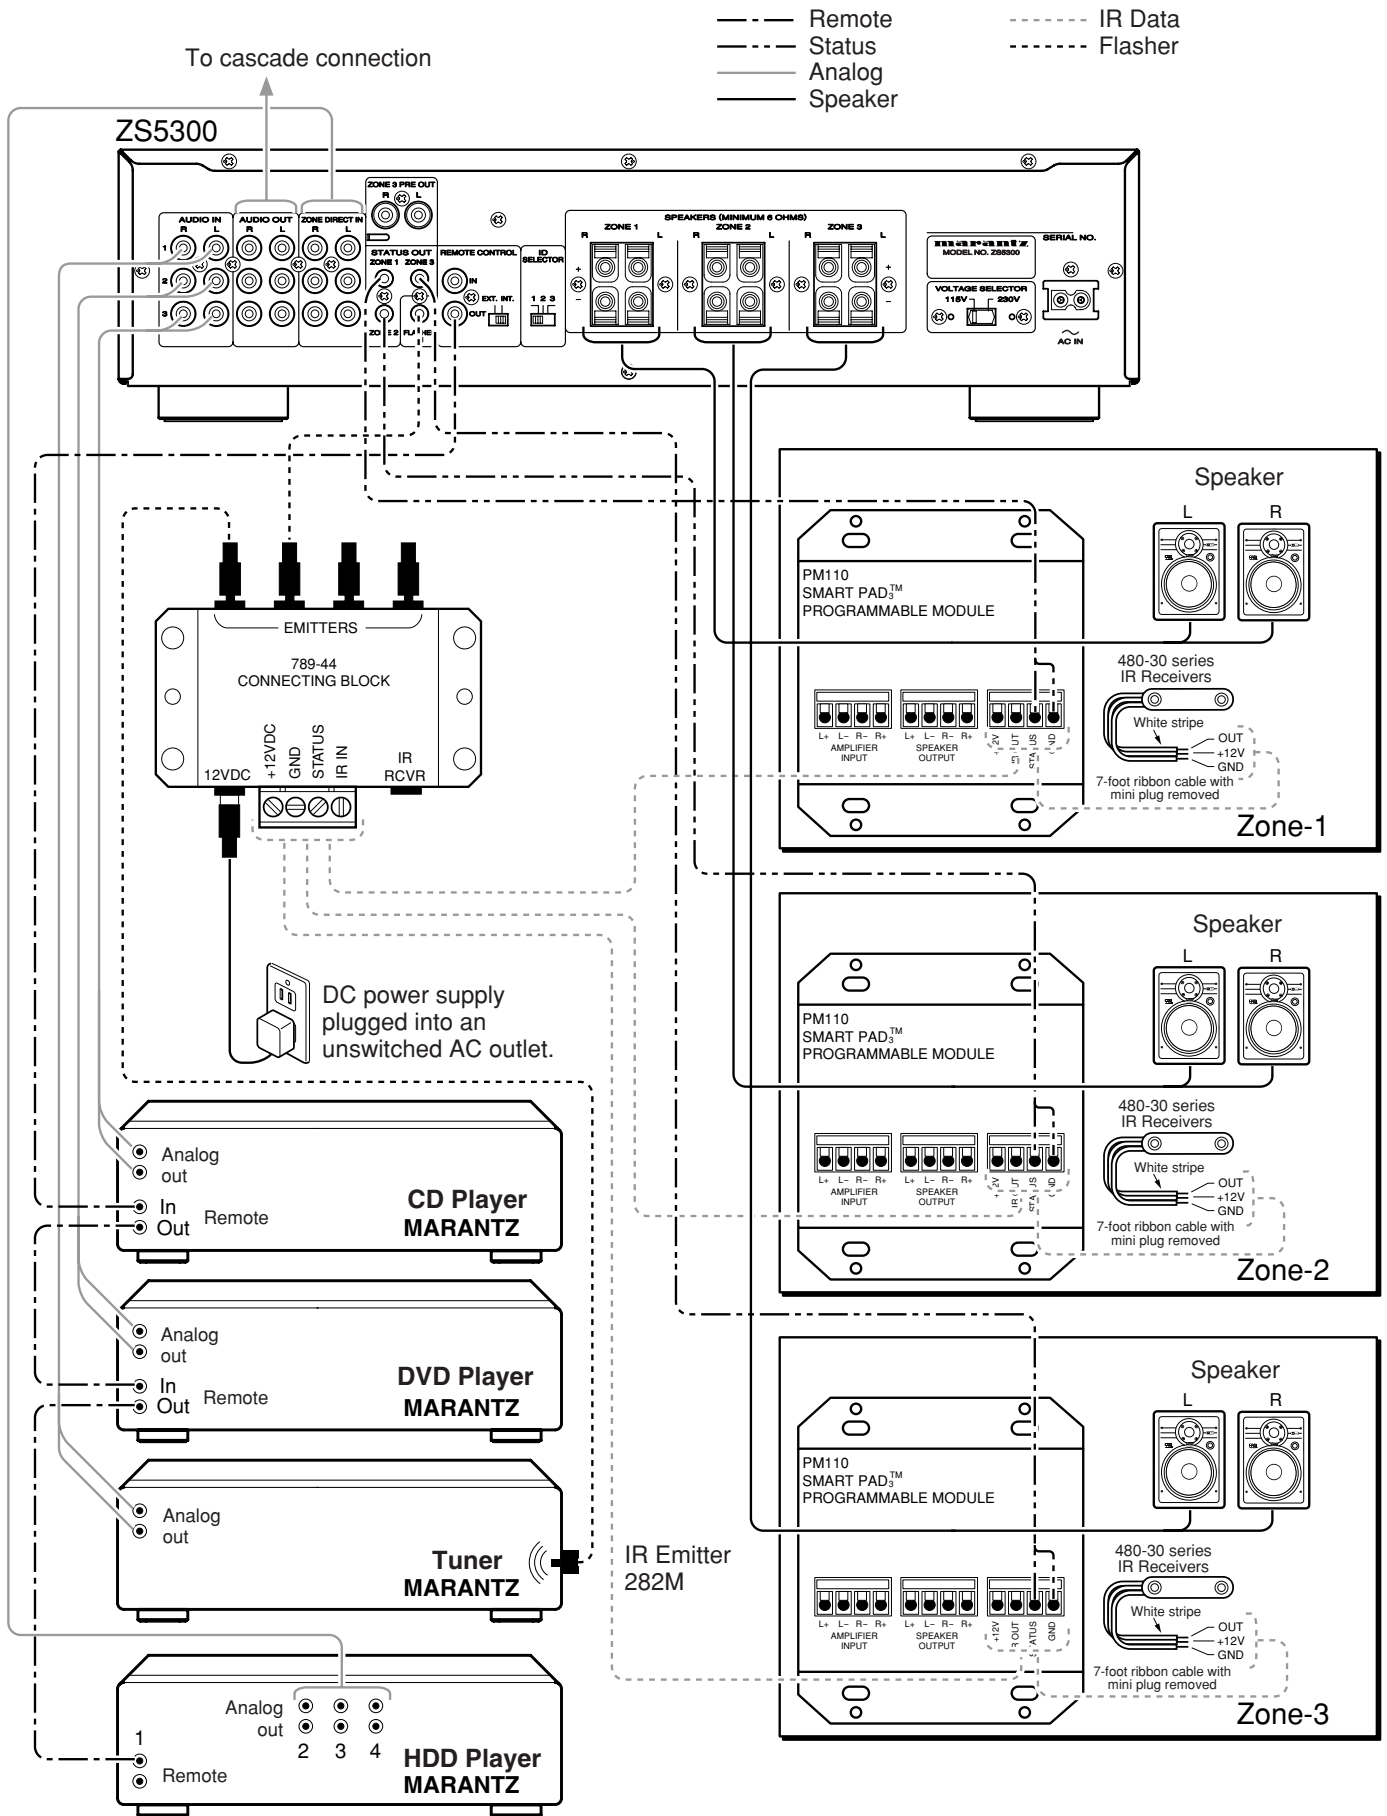 Remote
IR Data
Status
Flasher
Analog
Speaker
To cascade connection
ZS5300
ZONE 3 PRE OUT
R L
AUDIO IN
R L
AUDIO OUT
ZONE DIRECT IN
R L
1
2
3
STATUS OUT
ZONE 1 ZONE 3
ZONE 2
REMOTE CONTROL
IN
OUT
EXT. INT.
ID
SELECTOR
1 2 3
SPEAKERS (MINIMUM 6 OHMS)
ZONE 1
ZONE 2
ZONE 3
R L
R L
R L
+
−
+
−
marantz
MODEL NO. ZS5300
SERIAL NO.
VOLTAGE SELECTOR
115V 230V
AC IN
EMITTERS
789-44
CONNECTING BLOCK
12VDC
+12VDC
GND
STATUS
IR IN
IR
RCVR
DC power supply
plugged into an
unswitched AC outlet.
Analog
out
In
Out
Remote
CD Player
MARANTZ
Analog
out
In
Out
Remote
DVD Player
MARANTZ
Analog
out
Tuner
MARANTZ
IR Emitter
282M
Analog
out
2 3 4
1
Remote
HDD Player
MARANTZ
Speaker
L R
PM110
SMART PAD3™
PROGRAMMABLE MODULE
L+ L− R− R+
AMPLIFIER
INPUT
L+ L− R− R+
SPEAKER
OUTPUT
480-30 series
IR Receivers
White stripe
OUT
+12V
GND
7-foot ribbon cable with
mini plug removed
Zone-1
Speaker
L R
PM110
SMART PAD3™
PROGRAMMABLE MODULE
L+ L− R− R+
AMPLIFIER
INPUT
L+ L− R− R+
SPEAKER
OUTPUT
480-30 series
IR Receivers
White stripe
OUT
+12V
GND
7-foot ribbon cable with
mini plug removed
Zone-2
Speaker
L R
PM110
SMART PAD3™
PROGRAMMABLE MODULE
L+ L− R− R+
AMPLIFIER
INPUT
L+ L− R− R+
SPEAKER
OUTPUT
+12V
GND
480-30 series
IR Receivers
White stripe
OUT
+12V
GND
7-foot ribbon cable with
mini plug removed
Zone-3